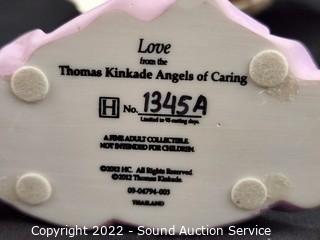 Love
from the
Thomas Kinkade Angels of Caring
H No. 1345A
Limited to 95 casting days.
A FINE ADULT COLLECTIBLE.
NOT INTENDED FOR CHILDREN.
©2012 HC. All Rights Reserved.
©2012 Thomas Kinkade.
09-04794-003
THAILAND
Copyright 2022 - Sound Auction Service